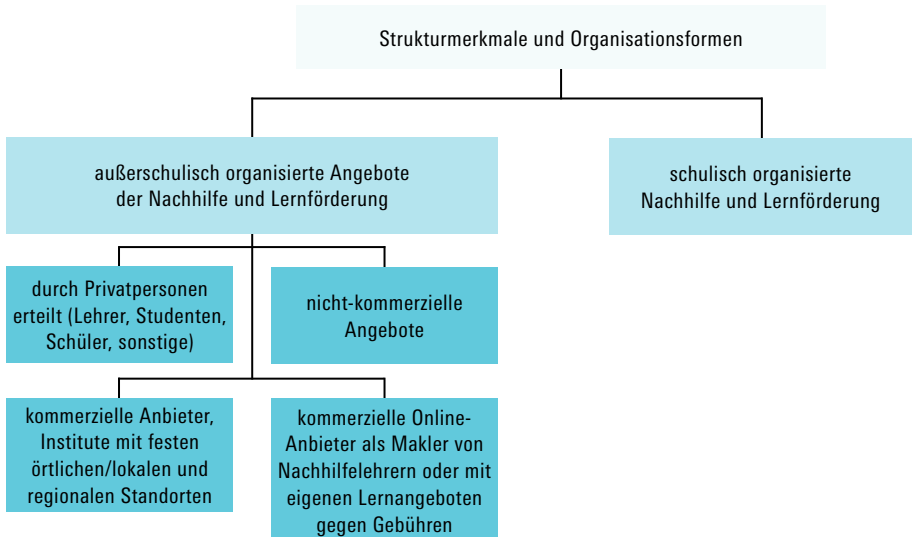 Strukturmerkmale und Organisationsformen
außerschulisch organisierte Angebote
der Nachhilfe und Lernförderung
schulisch organisierte
Nachhilfe und Lernförderung
durch Privatpersonen
erteilt (Lehrer, Studenten,
Schüler, sonstige)
nicht-kommerzielle
Angebote
kommerzielle Anbieter,
Institute mit festen
örtlichen/lokalen und
regionalen Standorten
kommerzielle Online-
Anbieter als Makler von
Nachhilfelehrern oder mit
eigenen Lernangeboten
gegen Gebühren